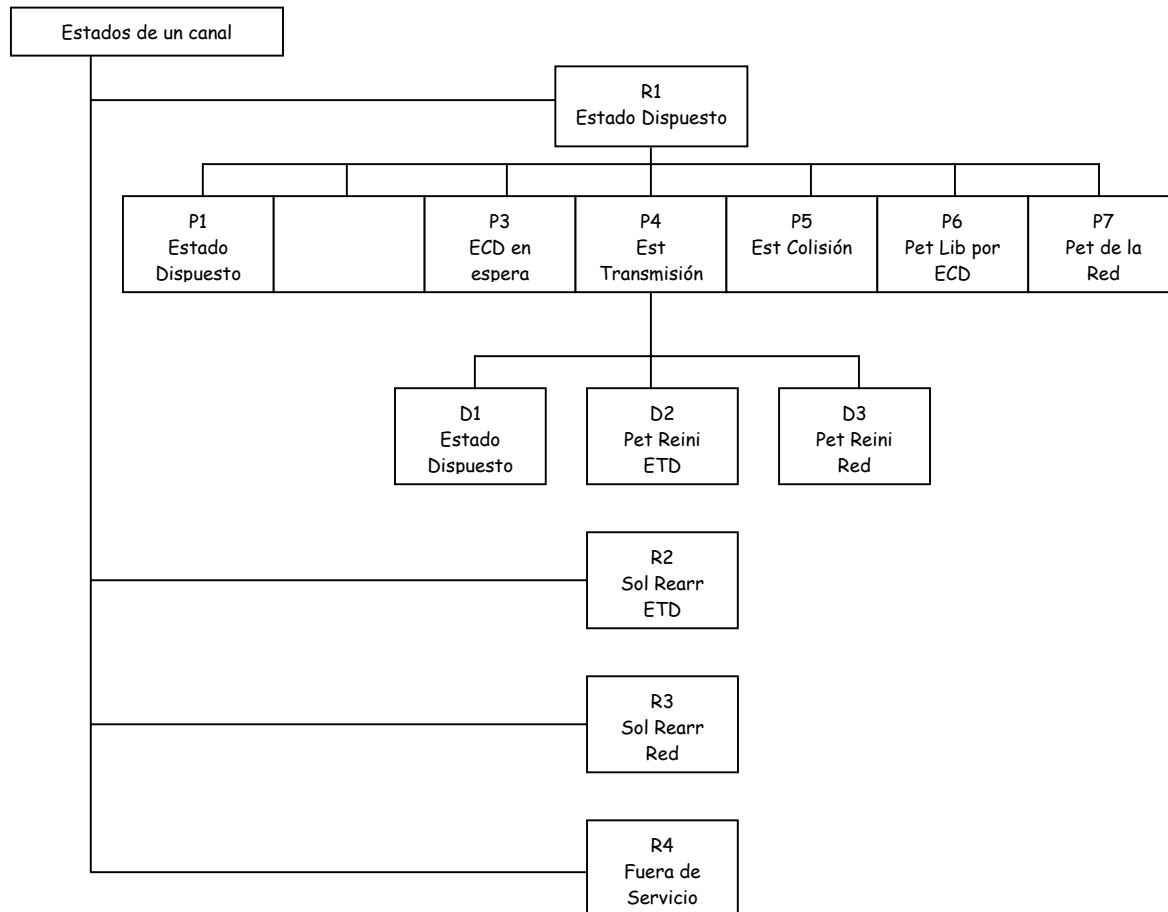 Estados de un canal
R1
Estado Dispuesto
P1
Estado
Dispuesto
P3
ECD en
espera
P4
Est
Transmisión
P5
Est Colisión
P6
Pet Lib por
ECD
P7
Pet de la
Red
D1
Estado
Dispuesto
D2
Pet Reini
ETD
D3
Pet Reini
Red
R2
Sol Rearr
ETD
R3
Sol Rearr
Red
R4
Fuera de
Servicio